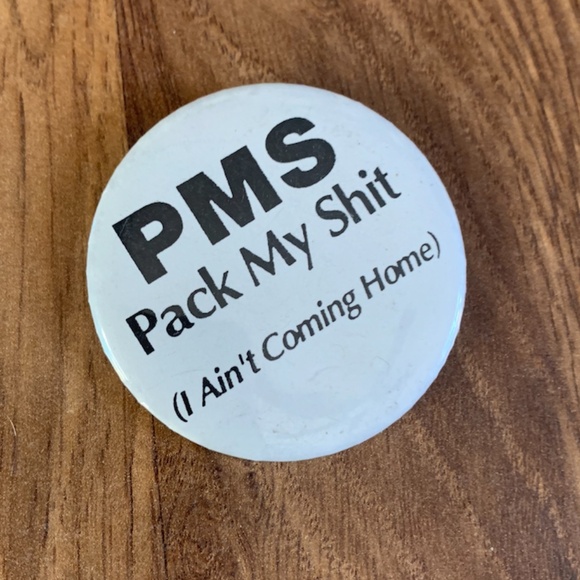 PMS
Pack My Shit
(I Ain't Coming Home)